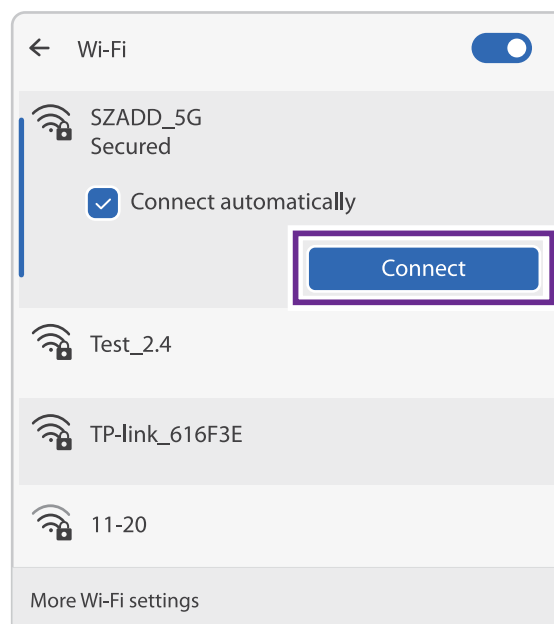 Wi-Fi
SZADD_5G
Secured
Connect automatically
Connect
Test_2.4
TP-link_616F3E
11-20
More Wi-Fi settings